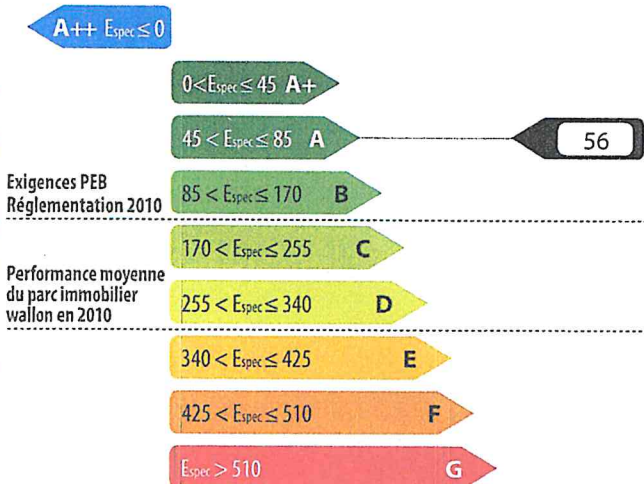 A++ Espec ≤ 0
0 < Espec ≤ 45 A+
45 < Espec ≤ 85 A
56
Exigences PEB
Réglementation 2010
85 < Espec ≤ 170 B
170 < Espec ≤ 255 C
Performance moyenne
du parc immobilier
wallon en 2010
255 < Espec ≤ 340 D
340 < Espec ≤ 425 E
425 < Espec ≤ 510 F
Espec > 510 G